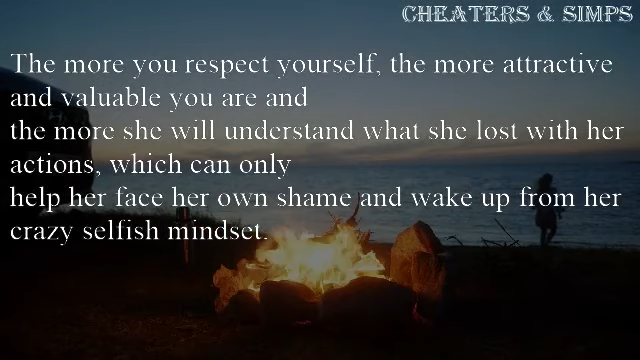 CHEATERS & SIMPS
The more you respect yourself, the more attractive
and valuable you are and
the more she will understand what she lost with her
actions, which can only
help her face her own shame and wake up from her
crazy selfish mindset.